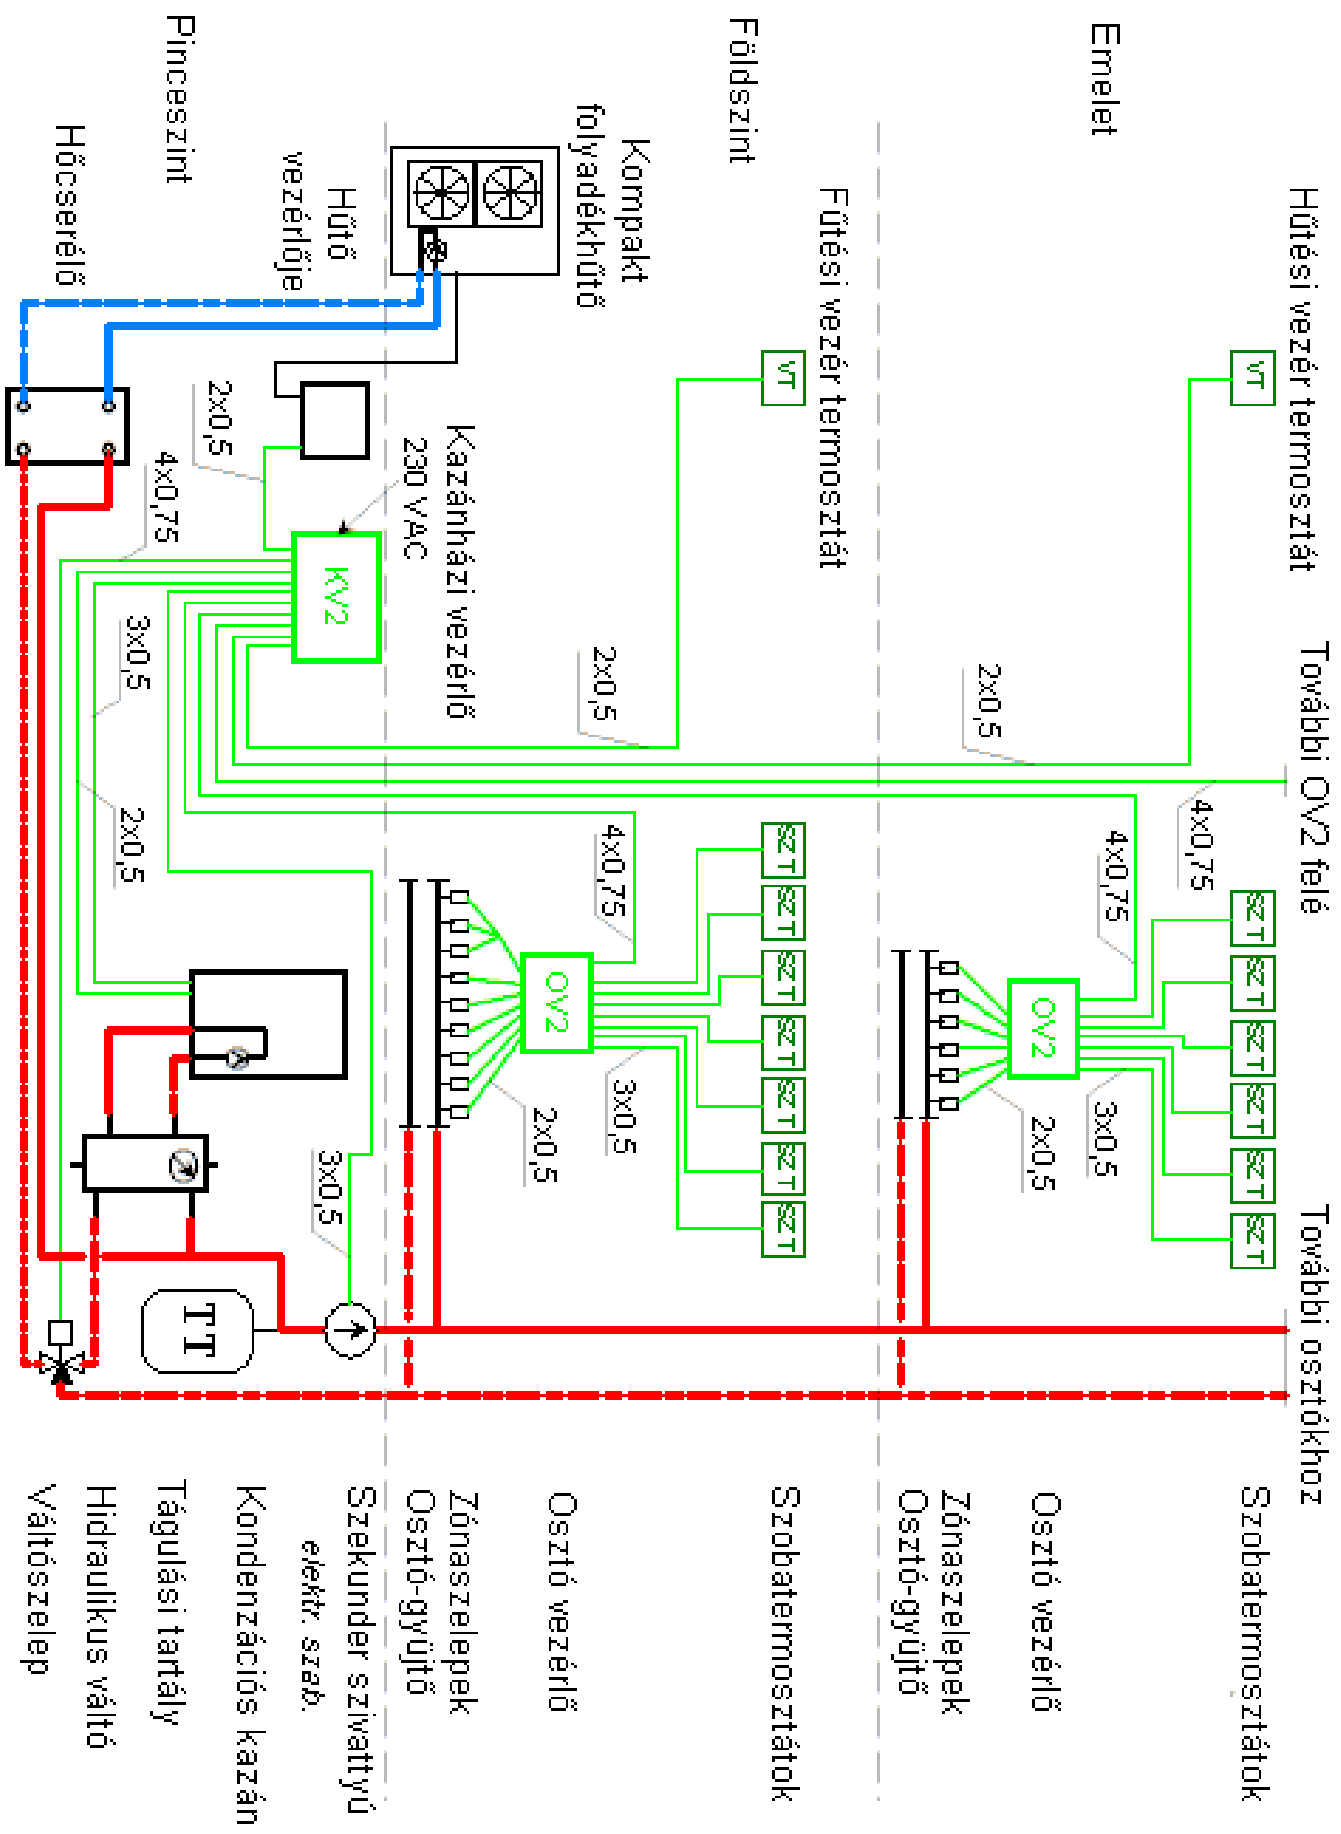 Hűtési vezér termosztát
További OV2 felé
További osztókhoz
Emelet
VT
SZT
SZT
SZT
SZT
SZT
SZT
Szobatermosztátok
4x0,75
4x0,75
2x0,5
OV2
3x0,5
2x0,5
Osztó vezérlő
Zónaszelepek
Osztó-gyűjtő
Fűtési vezér termosztát
Földszint
VT
SZT
SZT
SZT
SZT
SZT
SZT
SZT
Szobatermosztátok
Kompakt
folyadékhűtő
2x0,5
4x0,75
OV2
3x0,5
2x0,5
Osztó vezérlő
Zónaszelepek
Osztó-gyűjtő
Kazánházi vezérlő
230 VAC
KV2
Hűtő
vezérlője
Pinceszint
Hőcserélő
2x0,5
4x0,75
3x0,5
2x0,5
3x0,5
TT
Szekunder szivattyú
elektr. szab.
Kondenzációs kazán
Tágulási tartály
Hidraulikus váltó
Váltószelep